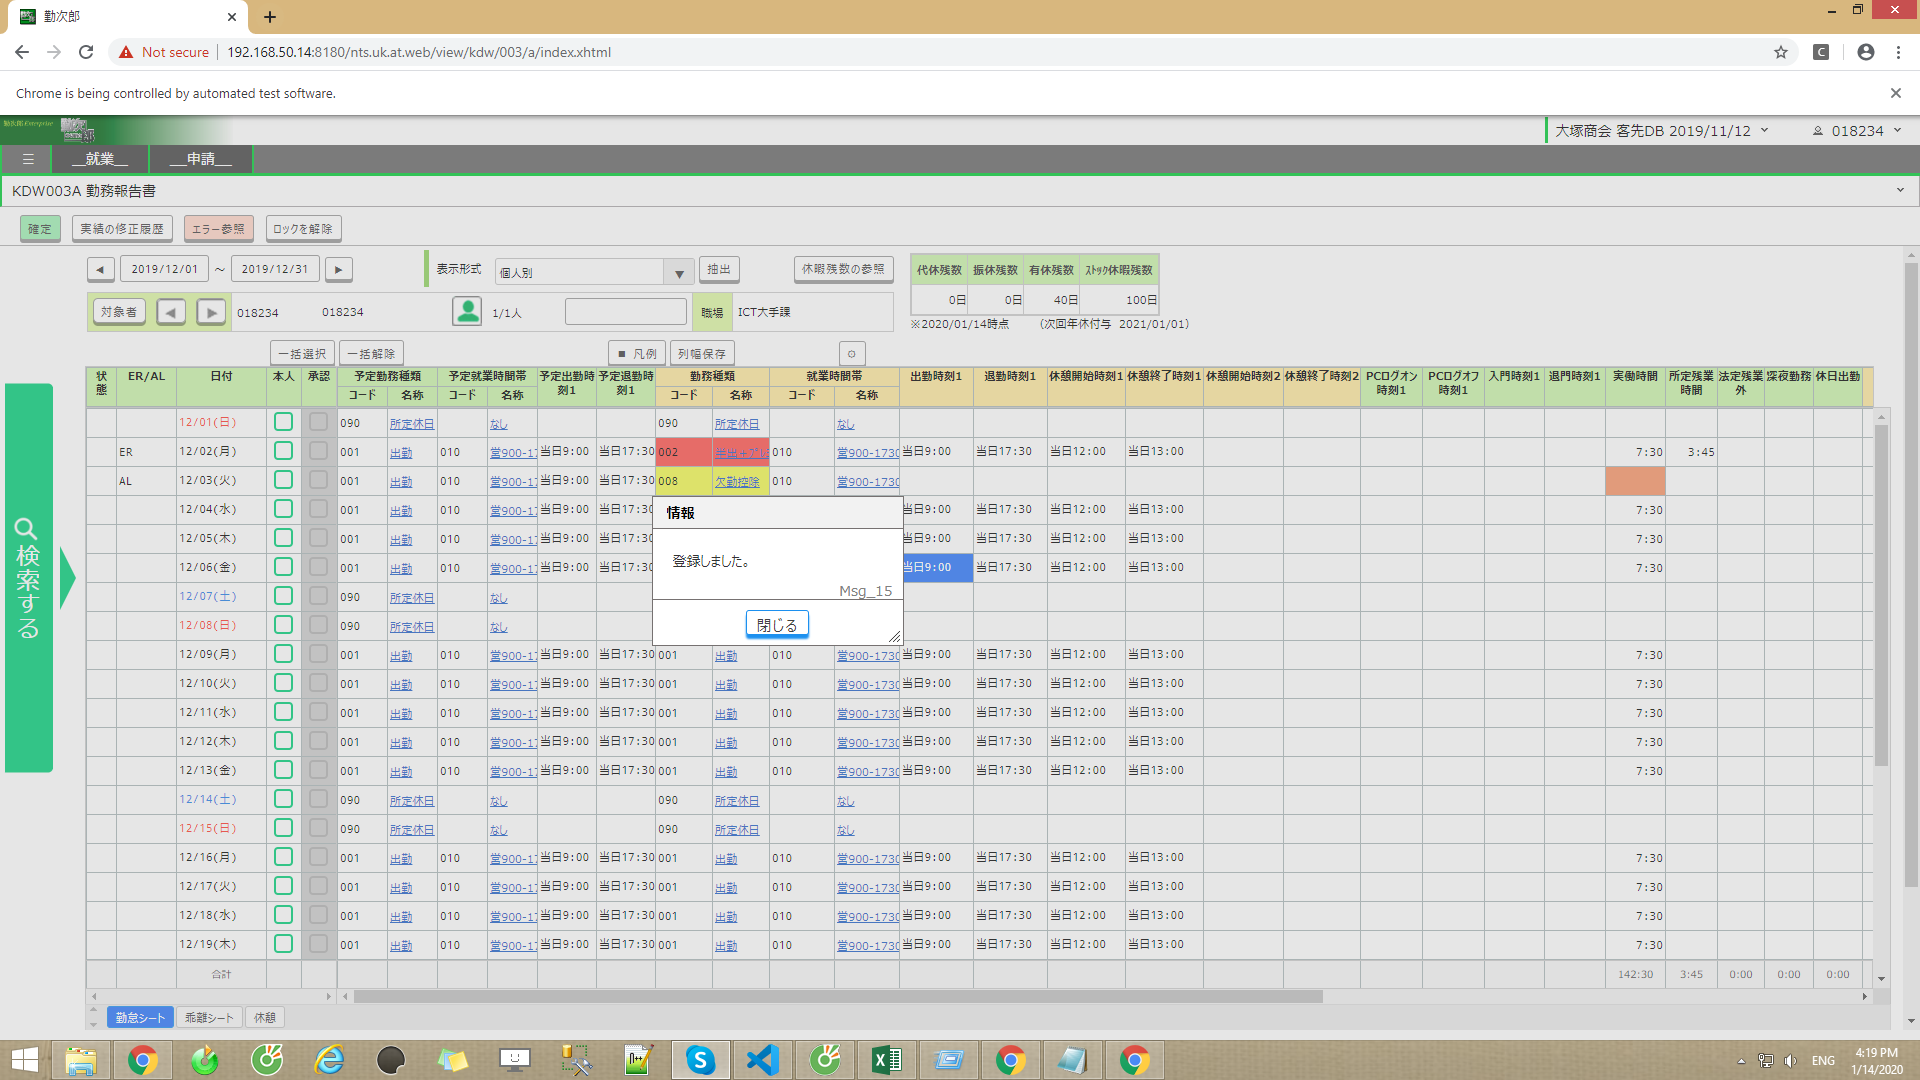 勤次郎
Not secure 192.168.50.14:8180/nts.uk.at.web/view/kdw/003/a/index.xhtml
Chrome is being controlled by automated test software.
大塚商会 客先DB 2019/11/12 018234
__就業__ __申請__
KDW003A 勤務報告書
確定 実績の修正履歴 エラー参照 ロックを解除
2019/12/01 ～ 2019/12/31 表示形式 個人別 抽出 休暇残数の参照
代休残数 振休残数 有休残数 ｽﾄｯｸ休暇残数
0日 0日 40日 100日
対象者 018234 018234 1/1人 職場 ICT大手課
※2020/01/14時点 （次回年休付与 2021/01/01）
一括選択 一括解除 ■ 凡例 列幅保存
検索する
状態 ER/AL 日付 本人 承認 予定勤務種類 予定就業時間帯 予定出勤時刻1 予定退勤時刻1 勤務種類 就業時間帯 出勤時刻1 退勤時刻1 休憩開始時刻1 休憩終了時刻1 休憩開始時刻2 休憩終了時刻2 PCログオン時刻1 PCログオフ時刻1 入門時刻1 退門時刻1 実働時間 所定残業時間 法定残業外 深夜勤務 休日出勤
コード 名称 コード 名称 コード 名称 コード 名称
12/01(日) 090 所定休日 なし 090 所定休日 なし
ER 12/02(月) 001 出勤 010 営900-17 当日9:00 当日17:30 002 010 営900-1730 当日9:00 当日17:30 当日12:00 当日13:00 7:30 3:45
AL 12/03(火) 001 出勤 010 営900-17 当日9:00 当日17:30 008 欠勤控除 010 営900-1730
12/04(水) 001 出勤 010 営900-17 当日9:00 当日17:30 当日9:00 当日17:30 当日12:00 当日13:00 7:30
12/05(木) 001 出勤 010 営900-17 当日9:00 当日17:30 当日9:00 当日17:30 当日12:00 当日13:00 7:30
12/06(金) 001 出勤 010 営900-17 当日9:00 当日17:30 当日9:00 当日17:30 当日12:00 当日13:00 7:30
12/07(土) 090 所定休日 なし
12/08(日) 090 所定休日 なし
情報
登録しました。
Msg_15
閉じる
12/09(月) 001 出勤 010 営900-17 当日9:00 当日17:30 001 出勤 010 営900-1730 当日9:00 当日17:30 当日12:00 当日13:00 7:30
12/10(火) 001 出勤 010 営900-17 当日9:00 当日17:30 001 出勤 010 営900-1730 当日9:00 当日17:30 当日12:00 当日13:00 7:30
12/11(水) 001 出勤 010 営900-17 当日9:00 当日17:30 001 出勤 010 営900-1730 当日9:00 当日17:30 当日12:00 当日13:00 7:30
12/12(木) 001 出勤 010 営900-17 当日9:00 当日17:30 001 出勤 010 営900-1730 当日9:00 当日17:30 当日12:00 当日13:00 7:30
12/13(金) 001 出勤 010 営900-17 当日9:00 当日17:30 001 出勤 010 営900-1730 当日9:00 当日17:30 当日12:00 当日13:00 7:30
12/14(土) 090 所定休日 なし 090 所定休日 なし
12/15(日) 090 所定休日 なし 090 所定休日 なし
12/16(月) 001 出勤 010 営900-17 当日9:00 当日17:30 001 出勤 010 営900-1730 当日9:00 当日17:30 当日12:00 当日13:00 7:30
12/17(火) 001 出勤 010 営900-17 当日9:00 当日17:30 001 出勤 010 営900-1730 当日9:00 当日17:30 当日12:00 当日13:00 7:30
12/18(水) 001 出勤 010 営900-17 当日9:00 当日17:30 001 出勤 010 営900-1730 当日9:00 当日17:30 当日12:00 当日13:00 7:30
12/19(木) 001 出勤 010 営900-17 当日9:00 当日17:30 001 出勤 010 営900-1730 当日9:00 当日17:30 当日12:00 当日13:00 7:30
合計 142:30 3:45 0:00 0:00 0:00
勤怠シート 乖離シート 休憩
ENG 4:19 PM
1/14/2020